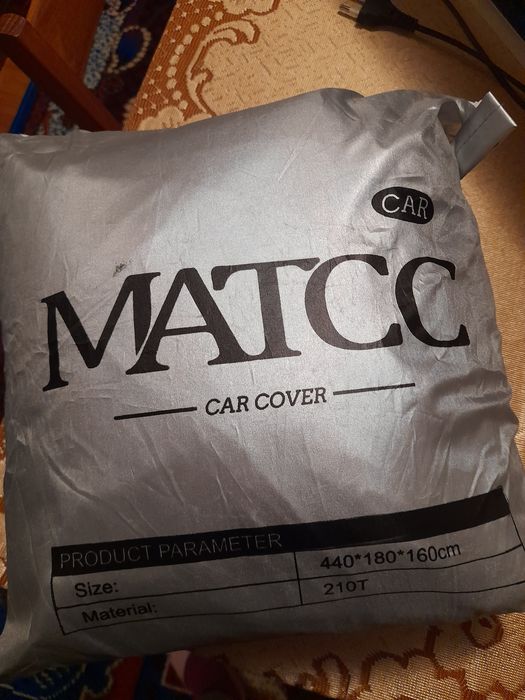 CAR
MATCC
CAR COVER
PRODUCT PARAMETER
Size: 440*180*160cm
Material: 210T